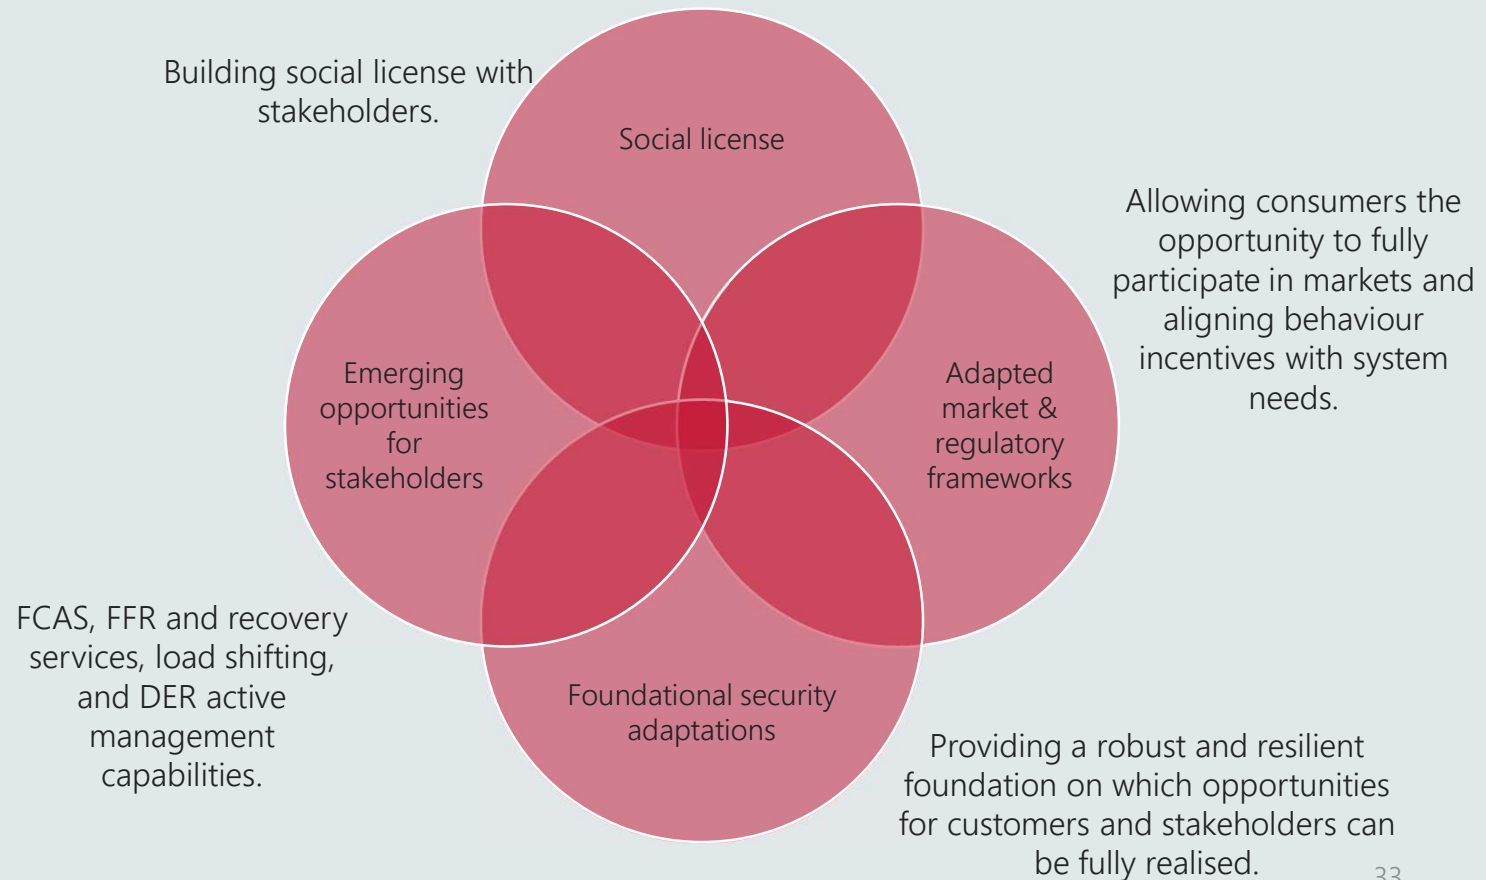 Building social license with
stakeholders.
Social license
Allowing consumers the
opportunity to fully
participate in markets and
aligning behaviour
incentives with system
needs.
Emerging
opportunities
for
stakeholders
Adapted
market &
regulatory
frameworks
FCAS, FFR and recovery
services, load shifting,
and DER active
management
capabilities.
Foundational security
adaptations
Providing a robust and resilient
foundation on which opportunities
for customers and stakeholders can
be fully realised.
33